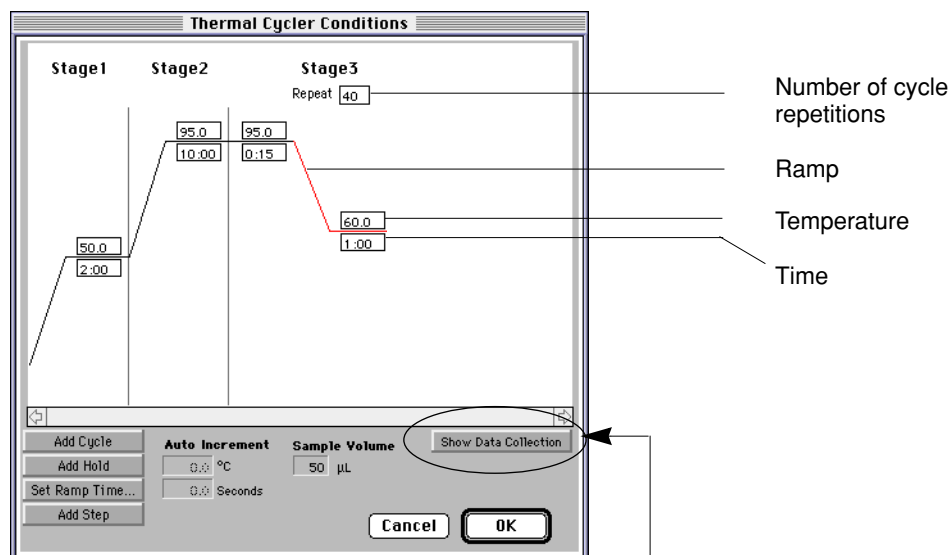 Thermal Cycler Conditions
Stage1 Stage2 Stage3
Repeat 40
Number of cycle
repetitions
95.0 95.0
10:00 0:15
Ramp
60.0
1:00
Temperature
Time
50.0
2:00
Add Cycle
Add Hold
Set Ramp Time...
Add Step
Auto Increment
0.0 °C
0.0 Seconds
Sample Volume
50 µL
Show Data Collection
Cancel OK